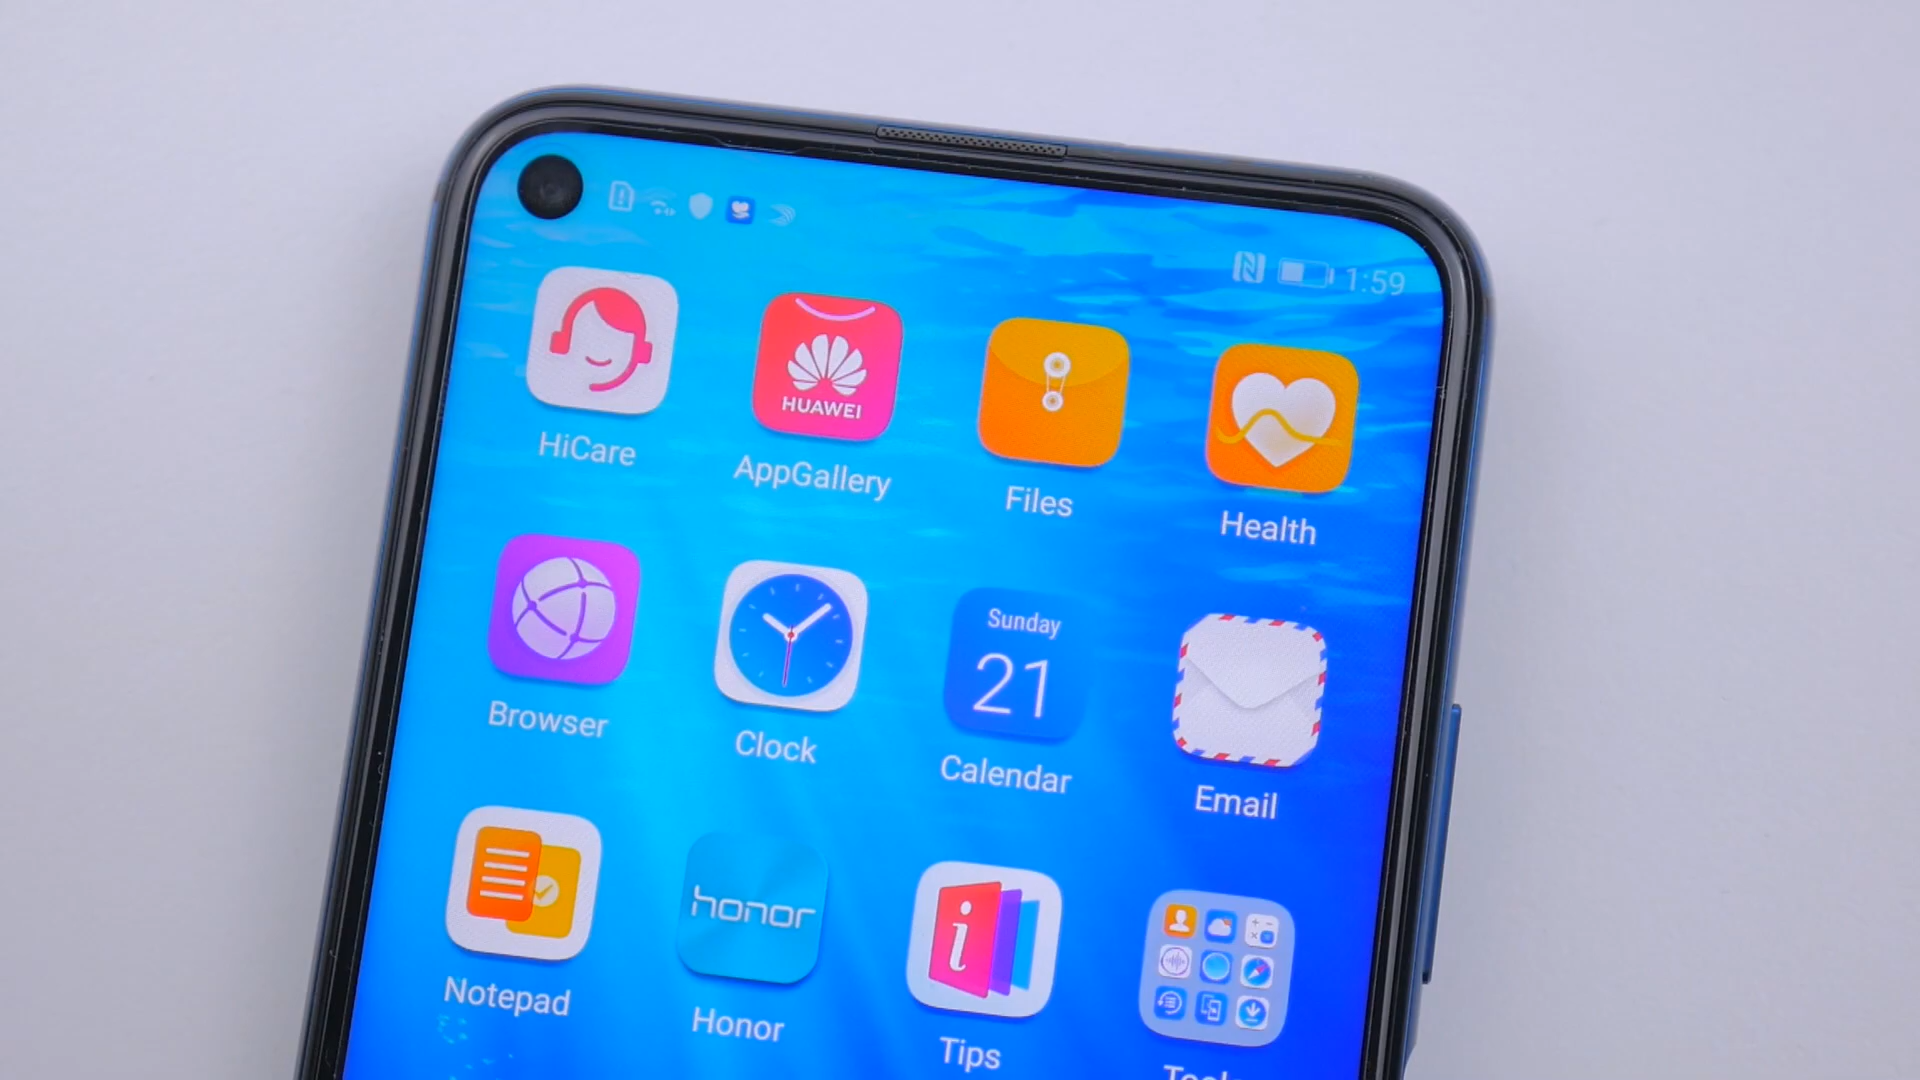 1:59
HUAWEI
HiCare
AppGallery
Files
Health
Sunday
21
Browser
Clock
Calendar
Email
honor
i
Notepad
Honor
Tips